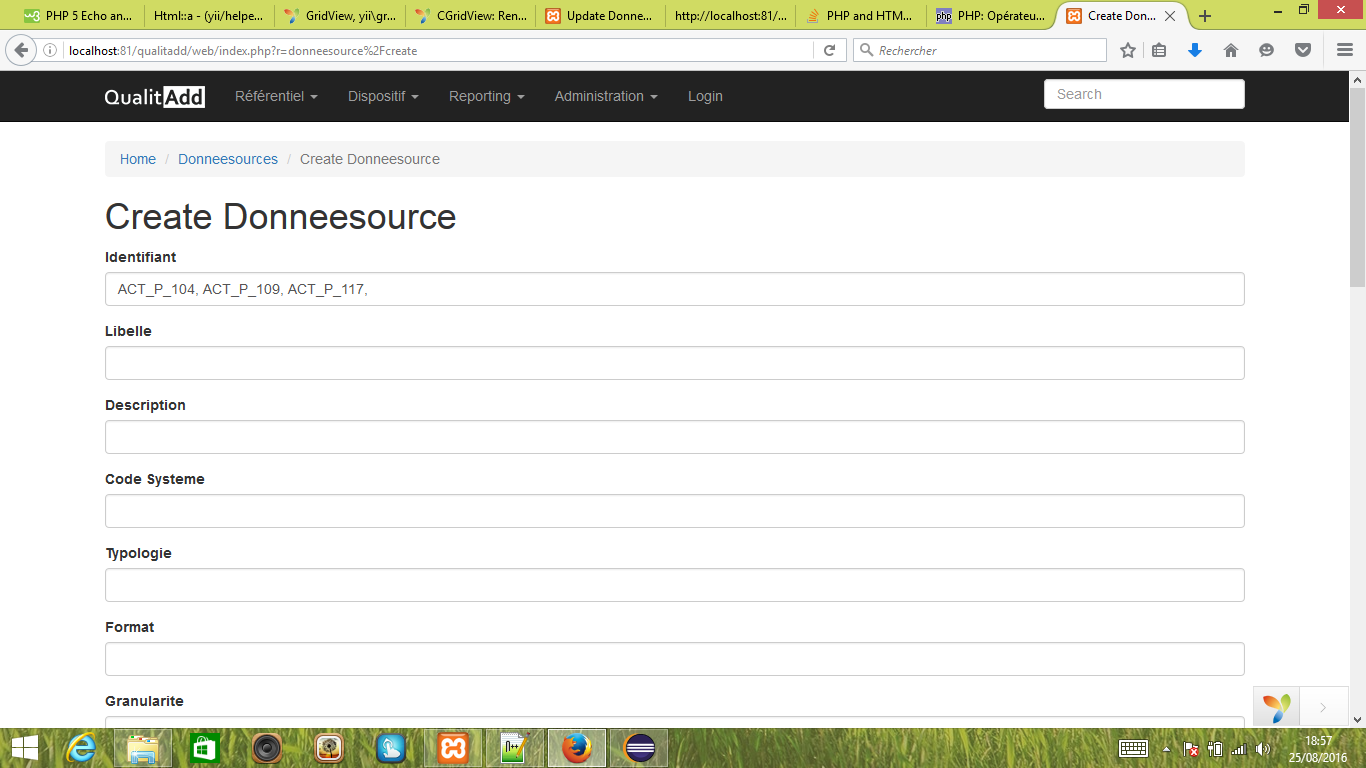 PHP 5 Echo an...
Html::a - (yii/helpe...
GridView, yii\gr...
CGridView: Ren...
Update Donne...
http://localhost:81/...
PHP and HTM...
PHP: Opérateu...
Create Don...
localhost:81/qualitadd/web/index.php?r=donneesource%2Fcreate
Rechercher
QualitAdd
Référentiel
Dispositif
Reporting
Administration
Login
Search
Home / Donneesources / Create Donneesource
Create Donneesource
Identifiant
ACT_P_104, ACT_P_109, ACT_P_117,
Libelle
Description
Code Systeme
Typologie
Format
Granularite
18:57
25/08/2016